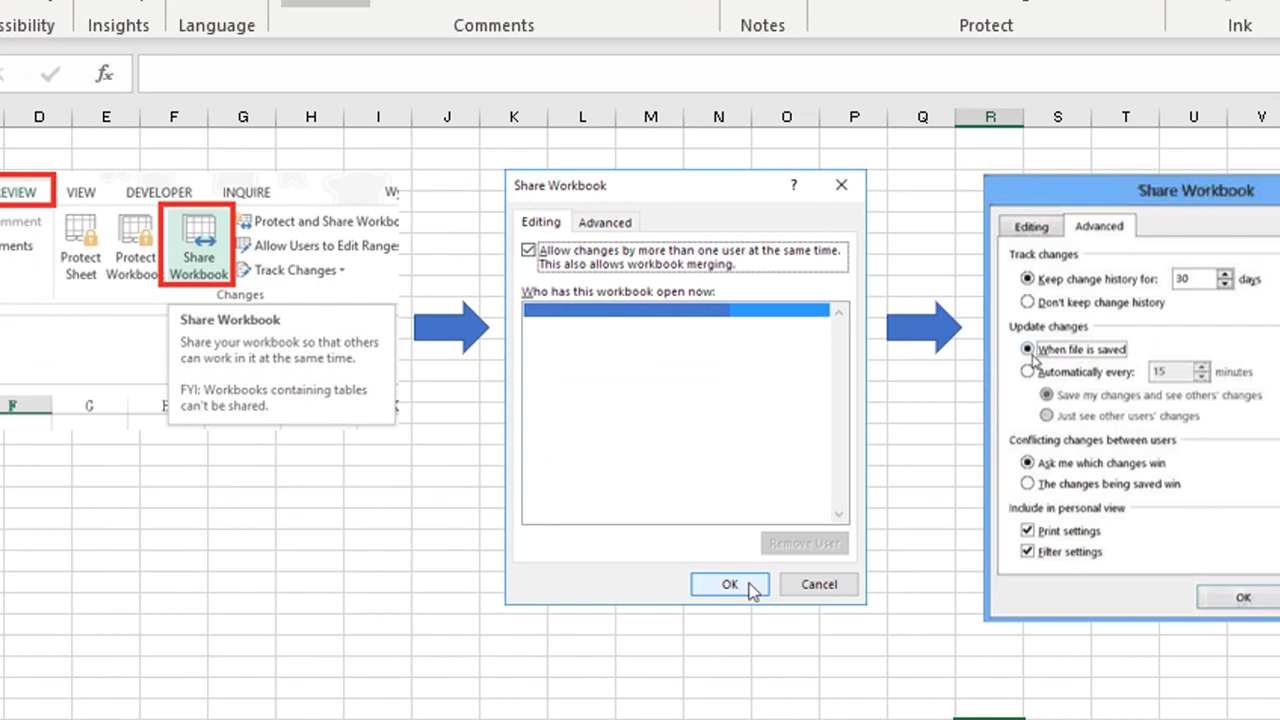 ssibility Insights Language Comments Notes Protect Ink
fx
D E F G H I J K L M N O P Q R S T U V
EVIEW VIEW DEVELOPER INQUIRE
mment
ments
Protect
Sheet
Protect
Workboo
Share
Workbook
Protect and Share Workbo
Allow Users to Edit Ranges
Track Changes
Changes
Share Workbook
Share your workbook so that others
can work in it at the same time.
FYI: Workbooks containing tables
can't be shared.
F G
Share Workbook ?
Editing Advanced
Allow changes by more than one user at the same time.
This also allows workbook merging.
Who has this workbook open now:
Remove User
OK Cancel
Share Workbook
Editing Advanced
Track changes
Keep change history for: 30 days
Don't keep change history
Update changes
When file is saved
Automatically every: 15 minutes
Save my changes and see others' changes
Just see other users' changes
Conflicting changes between users
Ask me which changes win
The changes being saved win
Include in personal view
Print settings
Filter settings
OK